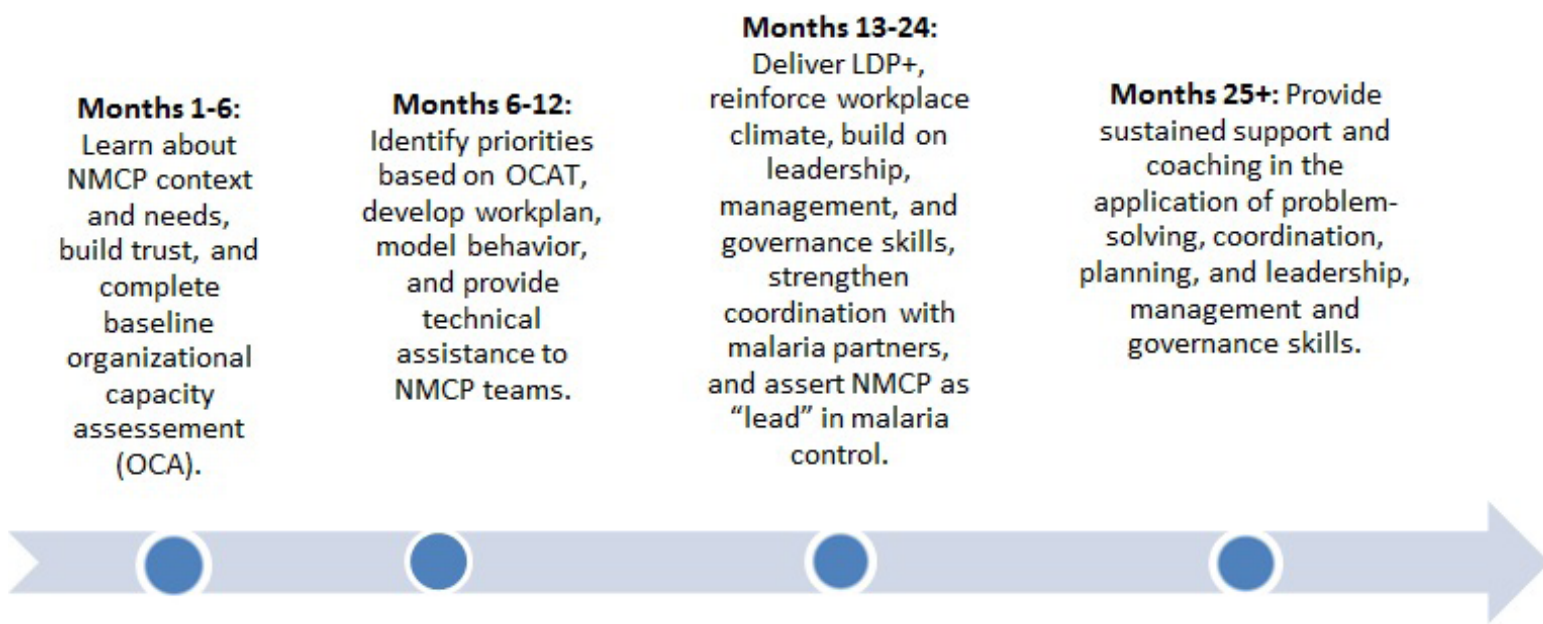 Months 1-6:
Learn about
NMCP context
and needs,
build trust, and
complete
baseline
organizational
capacity
assessement
(OCA).
Months 6-12:
Identify priorities
based on OCAT,
develop workplan,
model behavior,
and provide
technical
assistance to
NMCP teams.
Months 13-24:
Deliver LDP+,
reinforce workplace
climate, build on
leadership,
management, and
governance skills,
strengthen
coordination with
malaria partners,
and assert NMCP as
“lead” in malaria
control.
Months 25+: Provide
sustained support and
coaching in the
application of problem-
solving, coordination,
planning, and leadership,
management and
governance skills.